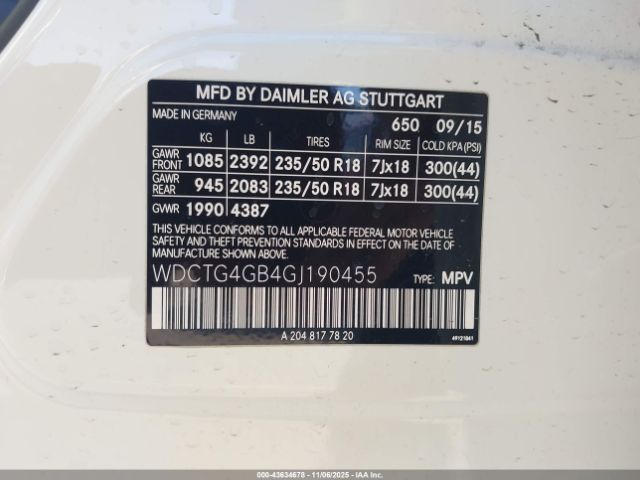 MFD BY DAIMLER AG STUTTGART
MADE IN GERMANY 650 09/15
KG LB TIRES RIM SIZE COLD KPA(PSI)
GAWR FRONT 1085 2392 235/50 R18 7Jx18 300(44)
GAWR REAR 945 2083 235/50 R18 7Jx18 300(44)
GVWR 1990 4387
THIS VEHICLE CONFORMS TO ALL APPLICABLE FEDERAL MOTOR VEHICLE
SAFETY AND THEFT PREVENTION STANDARDS IN EFFECT ON THE DATE OF
MANUFACTURE SHOWN ABOVE.
WDCTG4GB4GJ190455 TYPE: MPV
A 204 817 78 20 49121041
000-43634678 - 11/06/2025 - IAAI.COM